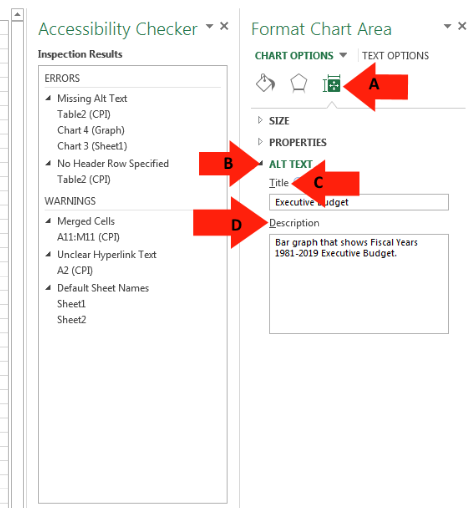 Accessibility Checker
Inspection Results
ERRORS
Missing Alt Text
Table2 (CPI)
Chart 4 (Graph)
Chart 3 (Sheet1)
No Header Row Specified
Table2 (CPI)
WARNINGS
Merged Cells
A11:M11 (CPI)
Unclear Hyperlink Text
A2 (CPI)
Default Sheet Names
Sheet1
Sheet2
Format Chart Area
CHART OPTIONS TEXT OPTIONS
A
SIZE
PROPERTIES
B ALT TEXT
Title C
Executive Budget
D Description
Bar graph that shows Fiscal Years
1981-2019 Executive Budget.